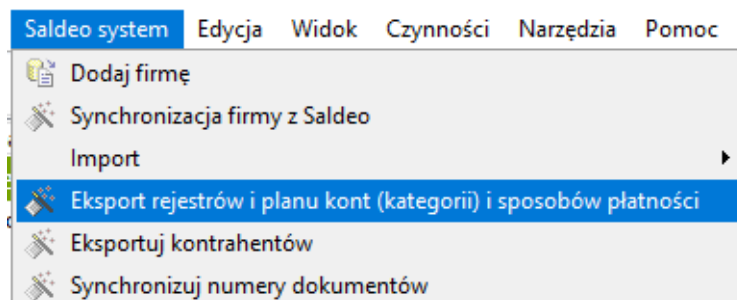 Saldeo system Edycja Widok Czynności Narzędzia Pomoc
Dodaj firmę
Synchronizacja firmy z Saldeo
Import
Eksport rejestrów i planu kont (kategorii) i sposobów płatności
Eksportuj kontrahentów
Synchronizuj numery dokumentów